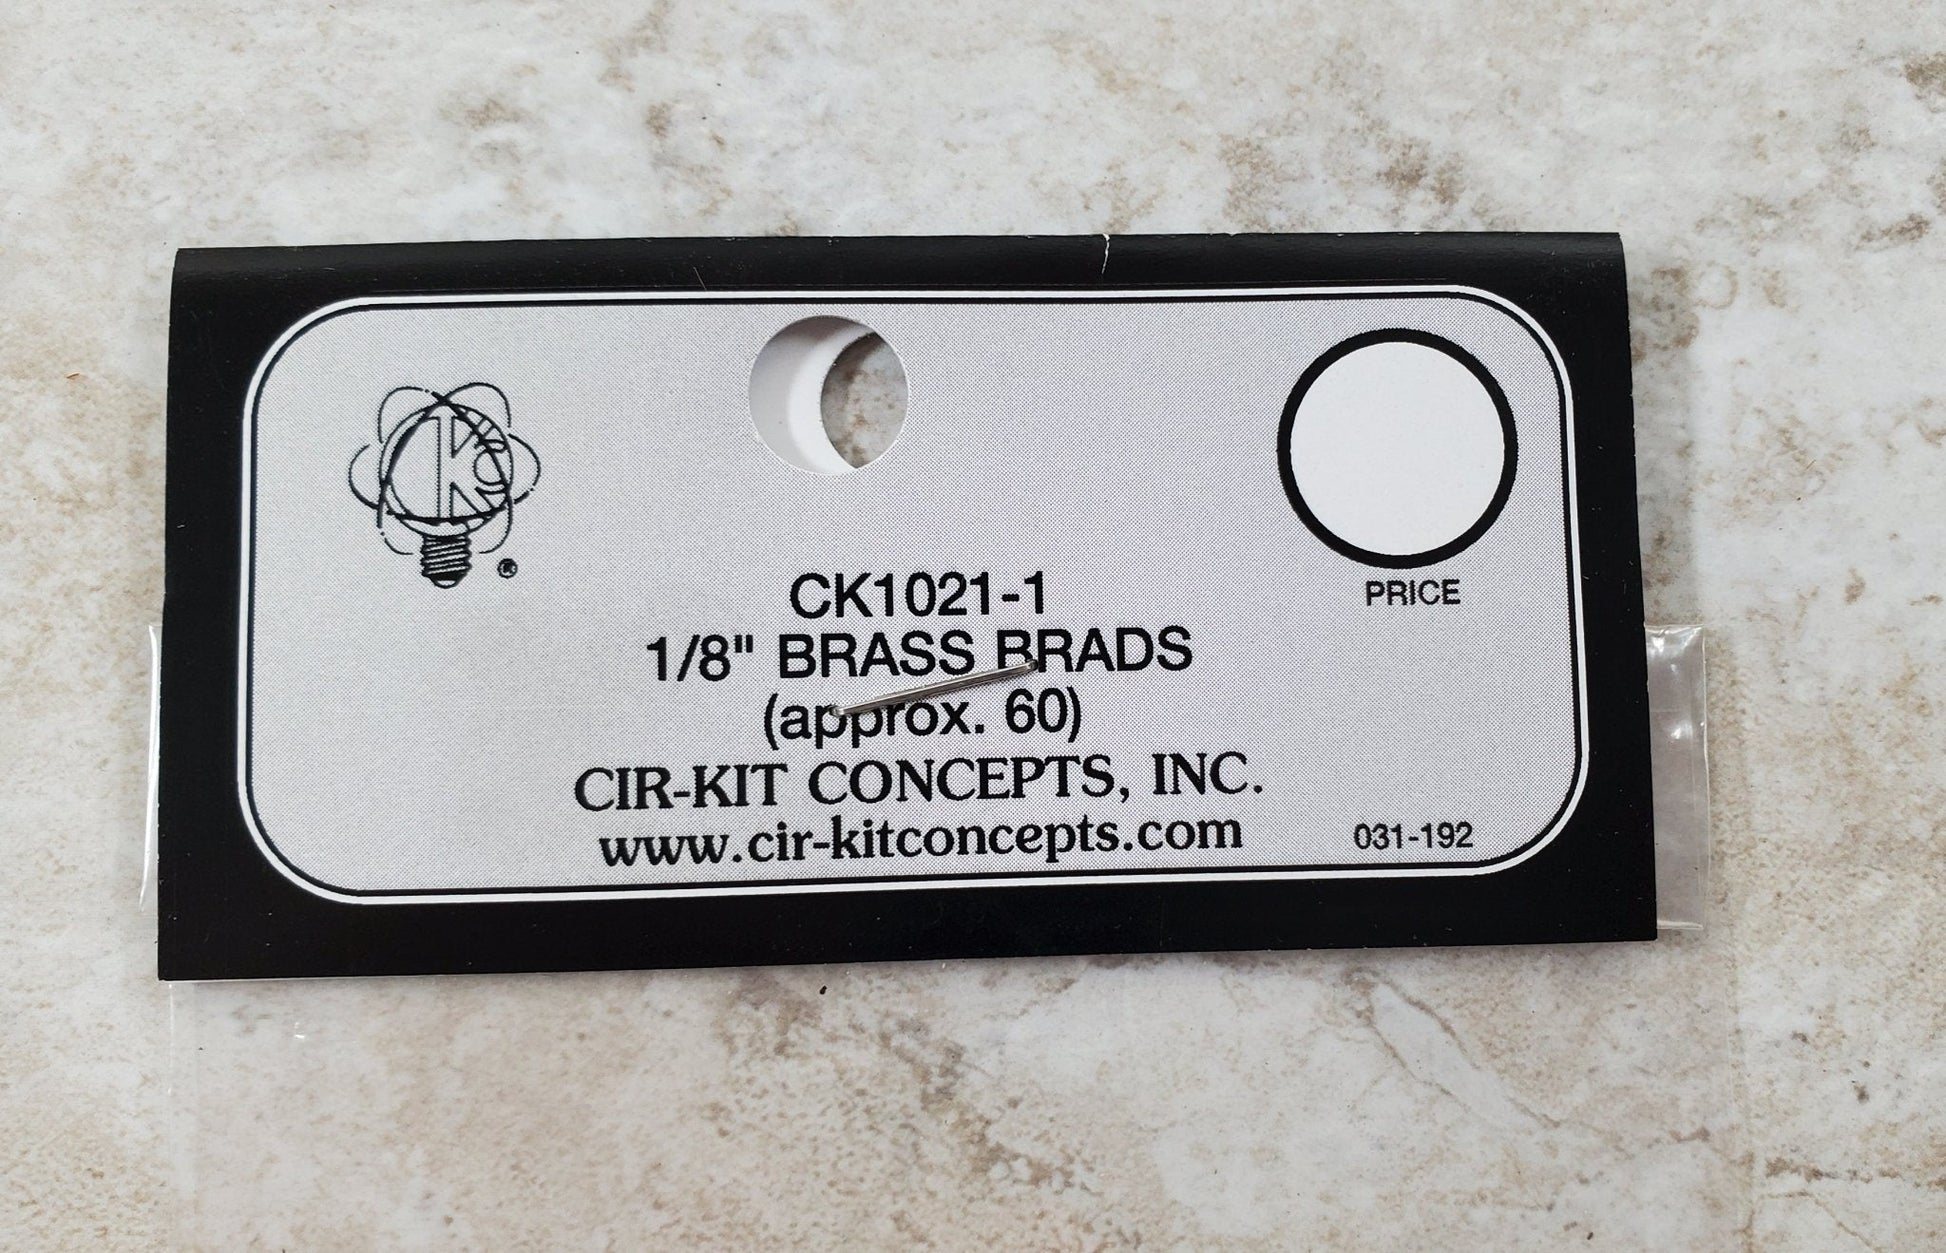 CKC
®
PRICE
CK1021-1
1/8" BRASS BRADS
(approx. 60)
CIR-KIT CONCEPTS, INC.
www.cir-kitconcepts.com
031-192